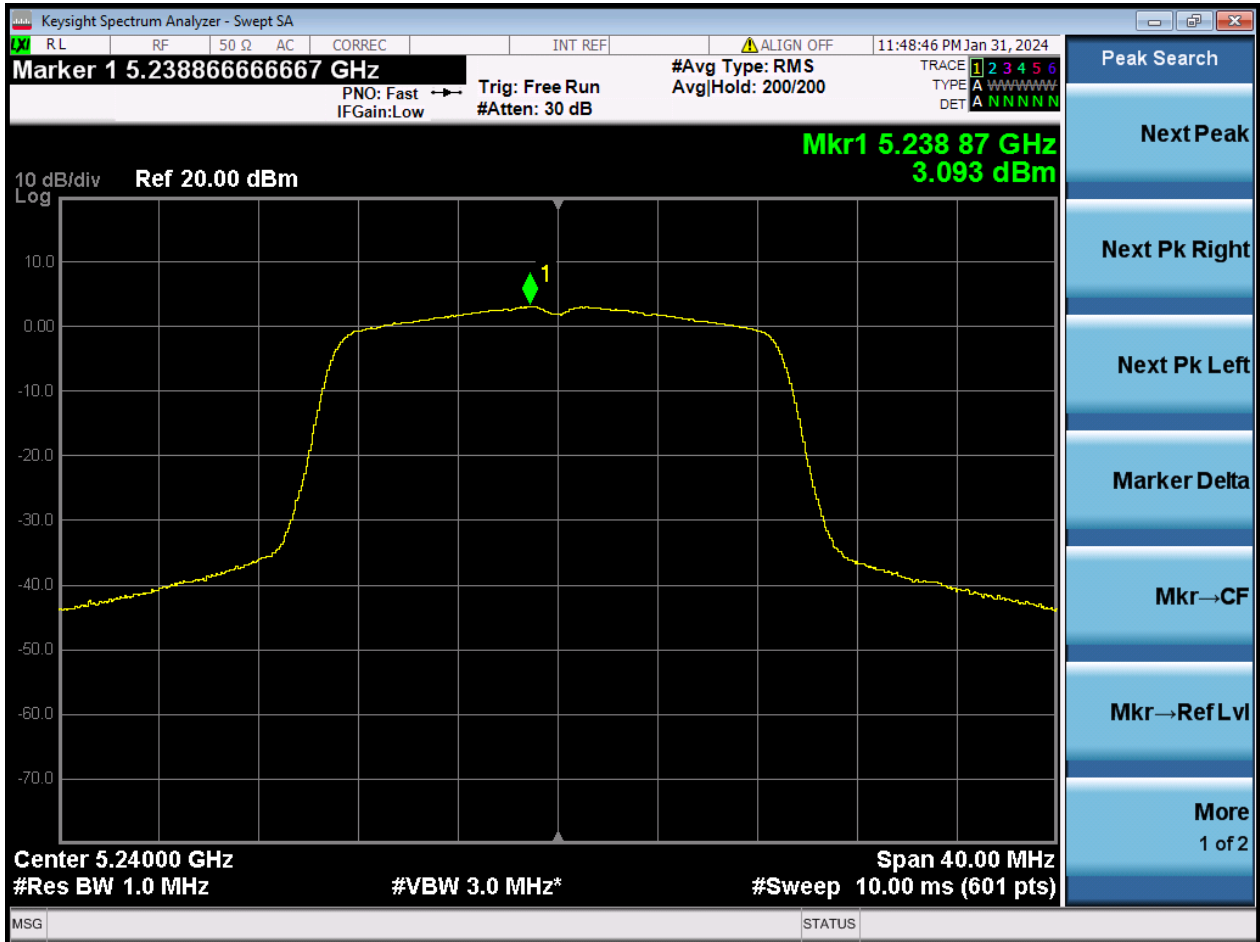 Keysight Spectrum Analyzer - Swept SA
LXI RL RF 50 Ω AC CORREC INT REF ALIGN OFF 11:48:46 PM Jan 31, 2024
Marker 1 5.238866666667 GHz
PNO: Fast
IFGain:Low
Trig: Free Run
#Atten: 30 dB
#Avg Type: RMS
Avg|Hold: 200/200
TRACE 1 2 3 4 5 6
TYPE A WWWWW
DET A N N N N N
Mkr1 5.238 87 GHz
3.093 dBm
10 dB/div Ref 20.00 dBm
Log
1
10.0
0.00
-10.0
-20.0
-30.0
-40.0
-50.0
-60.0
-70.0
Center 5.24000 GHz Span 40.00 MHz
#Res BW 1.0 MHz #VBW 3.0 MHz* #Sweep 10.00 ms (601 pts)
MSG STATUS
Peak Search
Next Peak
Next Pk Right
Next Pk Left
Marker Delta
Mkr→CF
Mkr→Ref Lvl
More
1 of 2